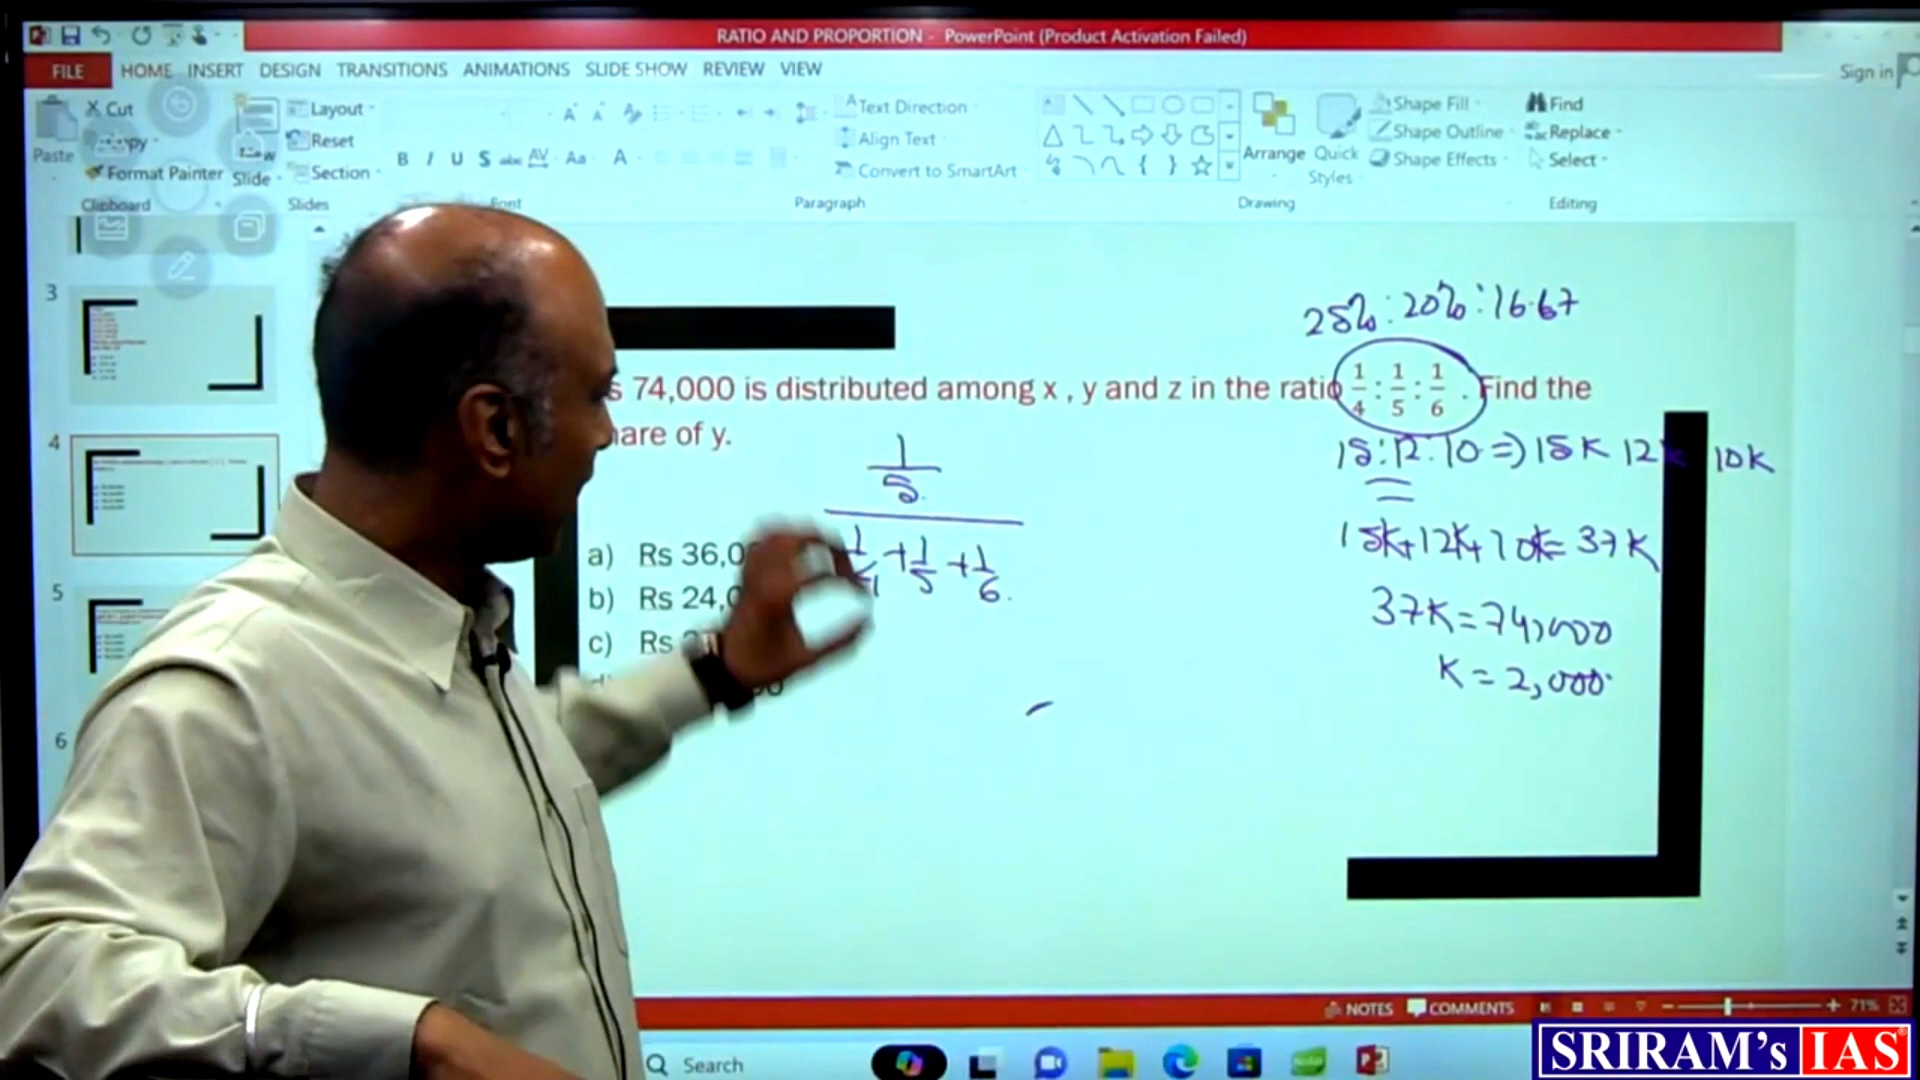 RATIO AND PROPORTION - PowerPoint (Product Activation Failed)
FILE HOME INSERT DESIGN TRANSITIONS ANIMATIONS SLIDE SHOW REVIEW VIEW
Sign in
Cut
Format Painter
Paste
Clipboard
Slide
Layout
Reset
Section
Slides
B I U S abc AV Aa A
Font
Text Direction
Align Text
Convert to SmartArt
Paragraph
Arrange
Quick Styles
Shape Fill
Shape Outline
Shape Effects
Drawing
Find
Replace
Select
Editing
3
4
5
6
25% : 20% : 16.67
74,000 is distributed among x , y and z in the ratio 1/4 : 1/5 : 1/6 . Find the
of y.
15:12:10 => 15K 12K 10K
15K+12K+10K=37K
37K=74,000
K = 2,000
1/5
1/4 + 1/5 + 1/6
a) Rs 36,0
b) Rs 24,0
c) Rs
NOTES COMMENTS 71%
Search
SRIRAM's IAS